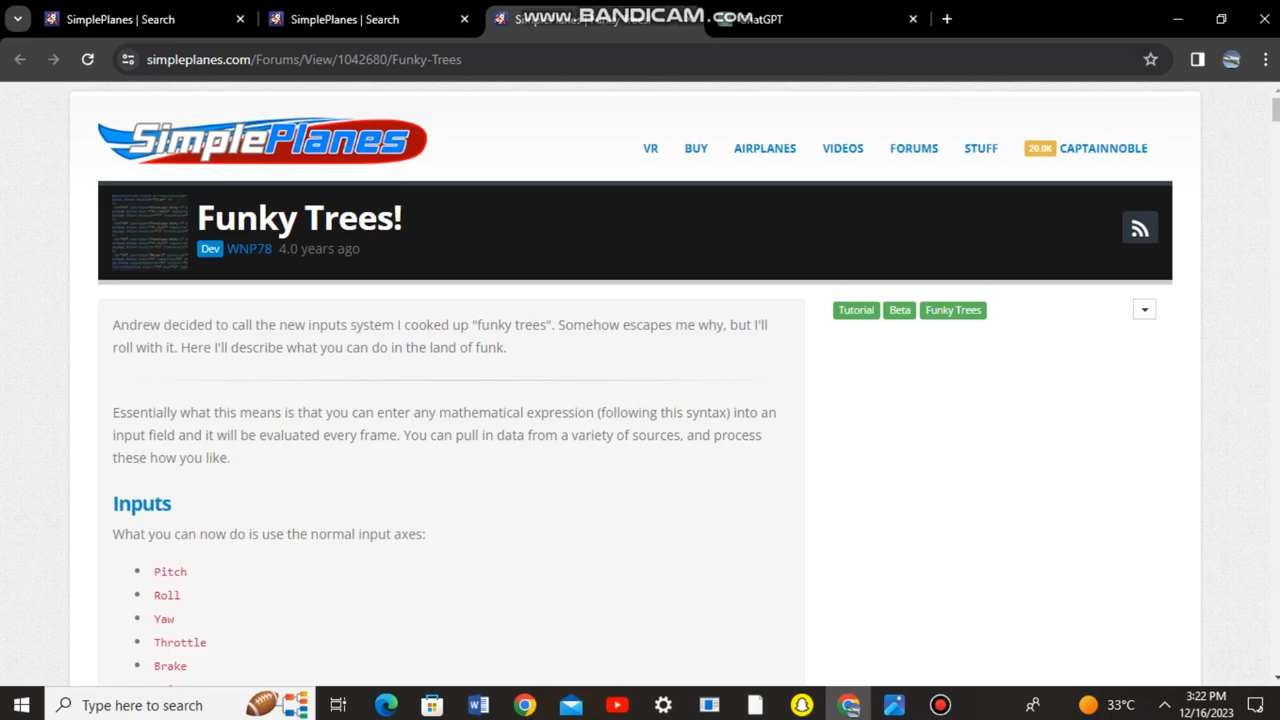 SimplePlanes | Search
SimplePlanes | Search
www.BANDICAM.com
simpleplanes.com/Forums/View/1042680/Funky-Trees
SimplePlanes
VR BUY AIRPLANES VIDEOS FORUMS STUFF 20.0K CAPTAINNOBLE
Funky Trees!
Dev WNP78 4.0 years ago
Andrew decided to call the new inputs system I cooked up "funky trees". Somehow escapes me why, but I'll
roll with it. Here I'll describe what you can do in the land of funk.
Tutorial Beta Funky Trees
Essentially what this means is that you can enter any mathematical expression (following this syntax) into an
input field and it will be evaluated every frame. You can pull in data from a variety of sources, and process
these how you like.
Inputs
What you can now do is use the normal input axes:
Pitch
Roll
Yaw
Throttle
Brake
Type here to search
33°C
3:22 PM
12/16/2023